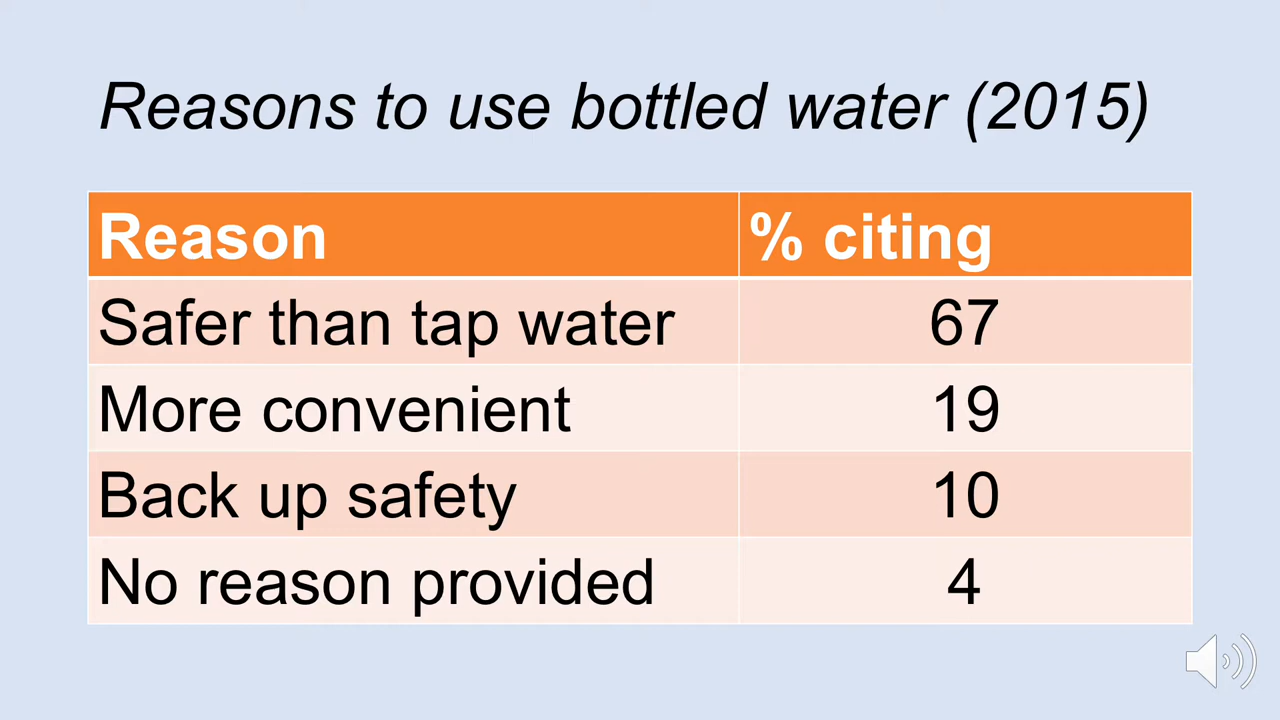 Reasons to use bottled water (2015)
Reason % citing
Safer than tap water 67
More convenient 19
Back up safety 10
No reason provided 4